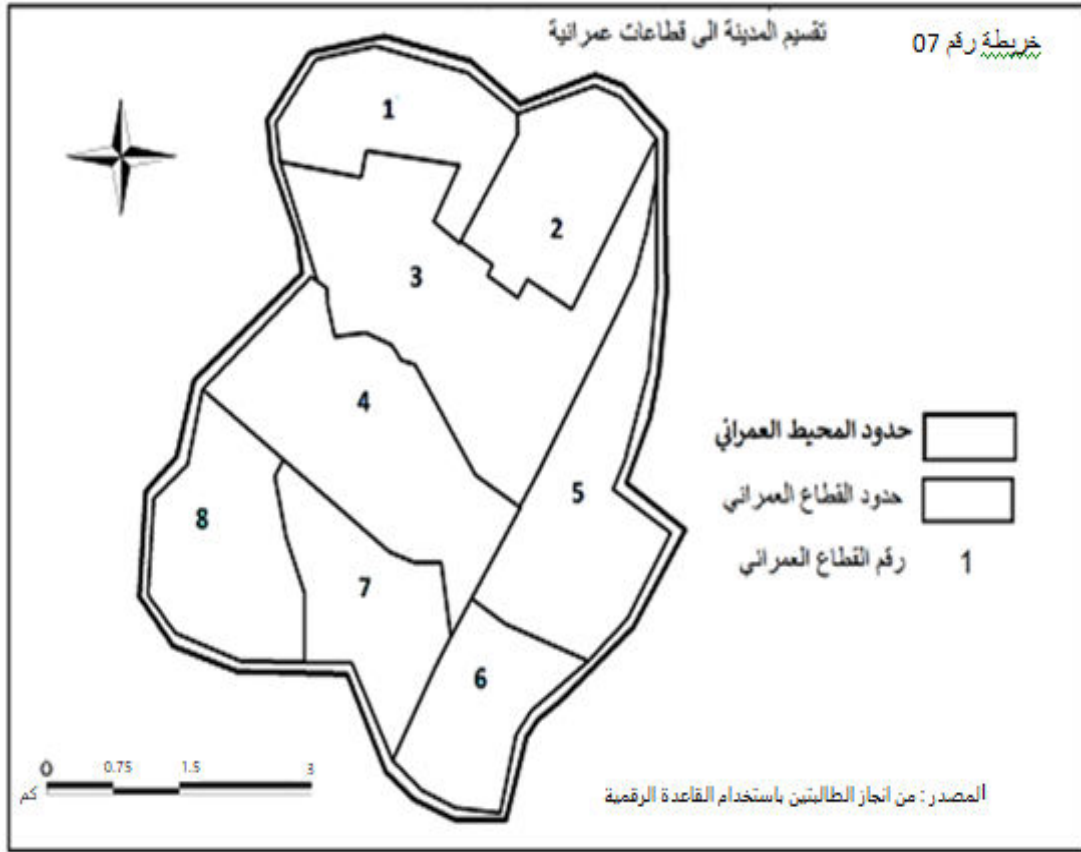 خريطة رقم 07
تقسيم المدينة الى قطاعات عمرانية
1
2
3
4
5
6
7
8
حدود المحيط العمراني
حدود القطاع العمراني
رقم القطاع العمراني 1
0 0.75 1.5 3
كم
المصدر : من انجاز الطالبتين باستخدام القاعدة الرقمية